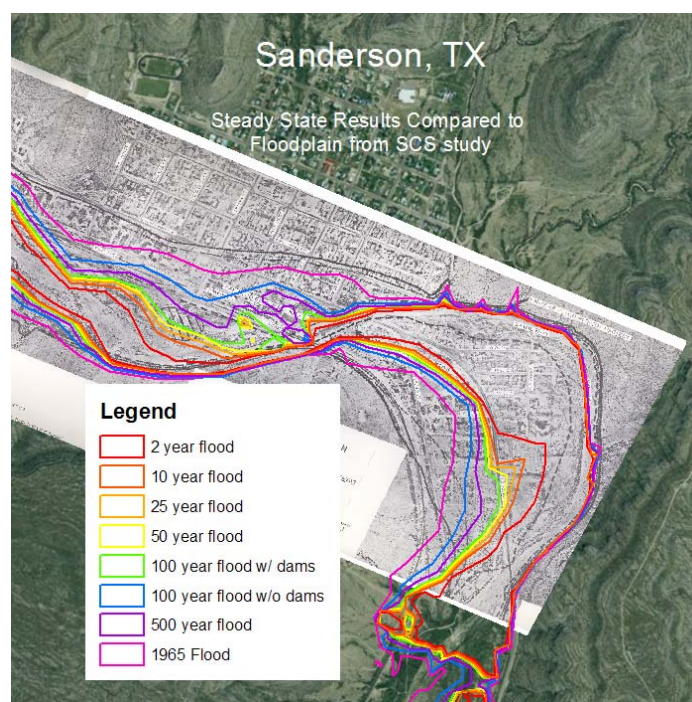 Sanderson, TX
Steady State Results Compared to
Floodplain from SCS study
Legend
2 year flood
10 year flood
25 year flood
50 year flood
100 year flood w/ dams
100 year flood w/o dams
500 year flood
1965 Flood